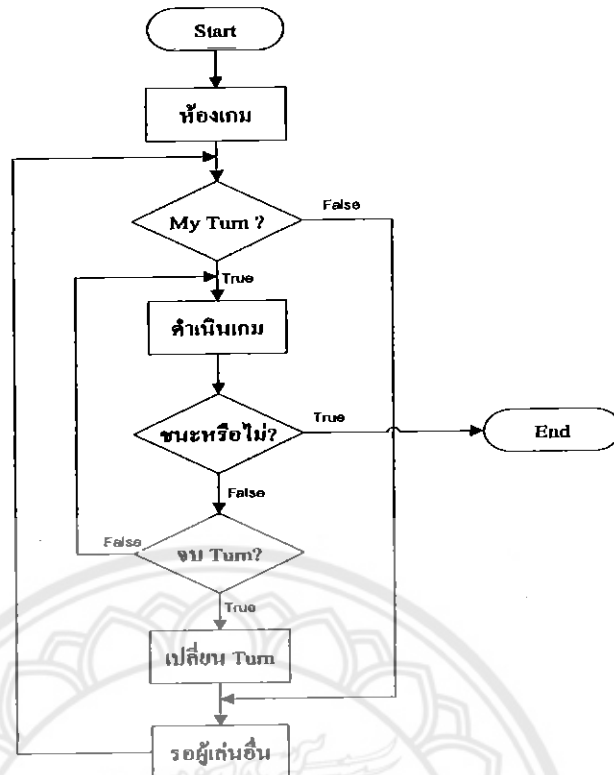 Start
ห้องเกม
My Turn ?
False
True
ดำเนินเกม
ชนะหรือไม่?
True
End
False
จบ Turn?
False
True
เปลี่ยน Turn
รอผู้เล่นอื่น